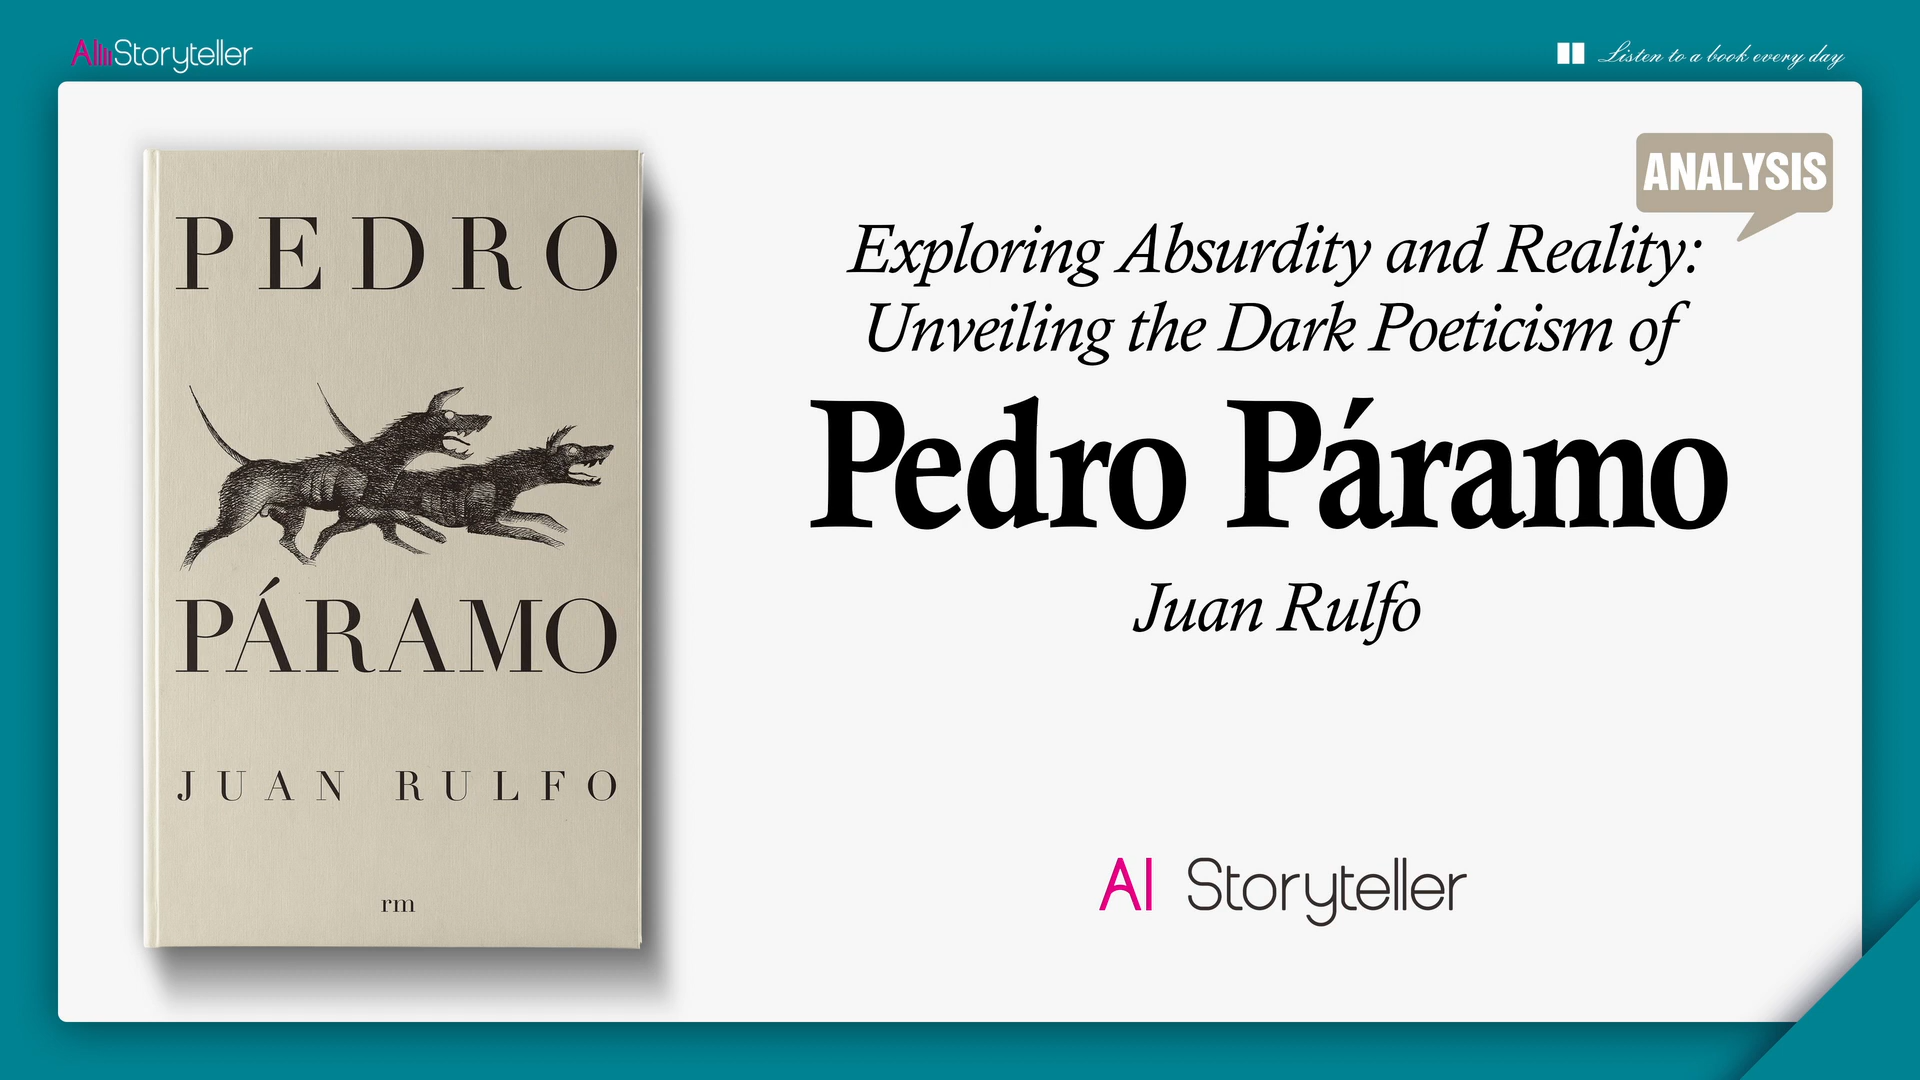 AI Storyteller
Listen to a book every day
PEDRO
PÁRAMO
JUAN RULFO
rm
ANALYSIS
Exploring Absurdity and Reality:
Unveiling the Dark Poeticism of
Pedro Páramo
Juan Rulfo
AI Storyteller